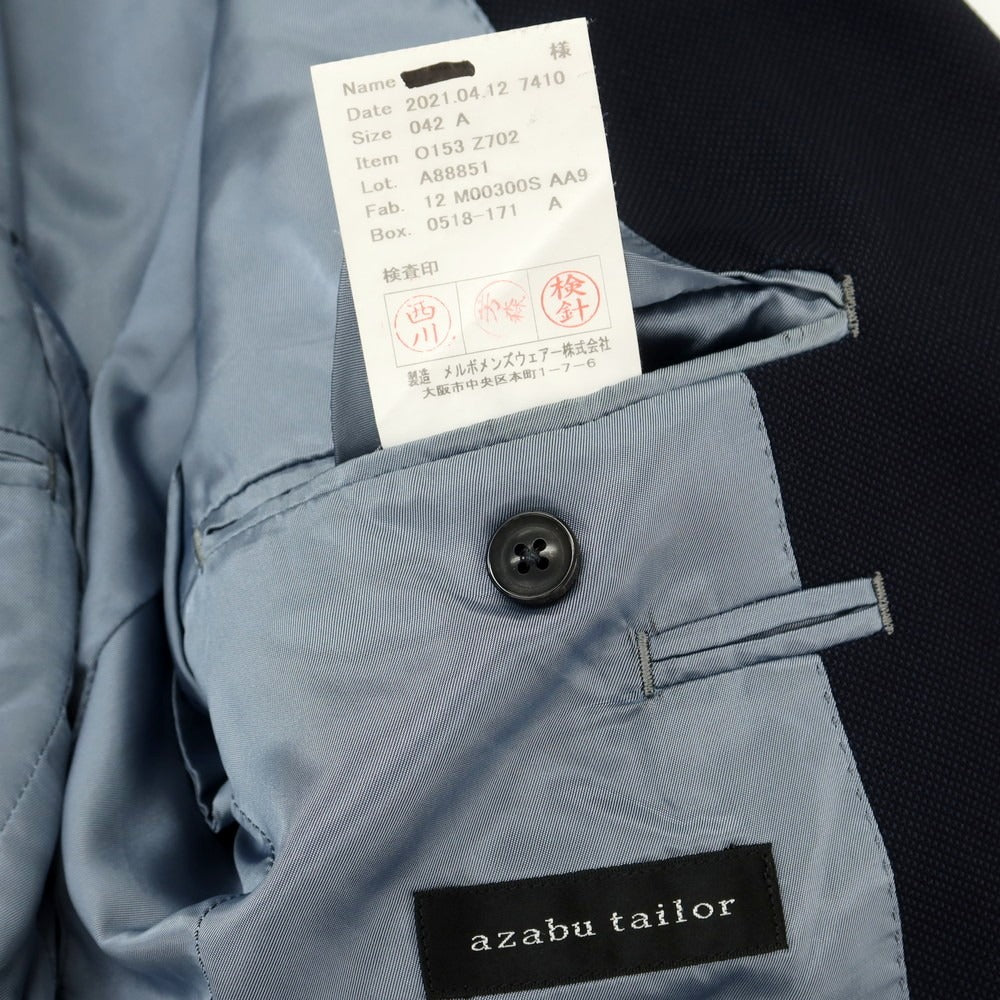 様
Name
Date 2021.04.12 7410
Size 042 A
Item O153 Z702
Lot. A88851
Fab. 12 M00300S AA9
Box. 0518-171 A
検査印
西川
検針
製造 メルボメンズウェアー株式会社
大阪市中央区本町1-7-6
azabu tailor